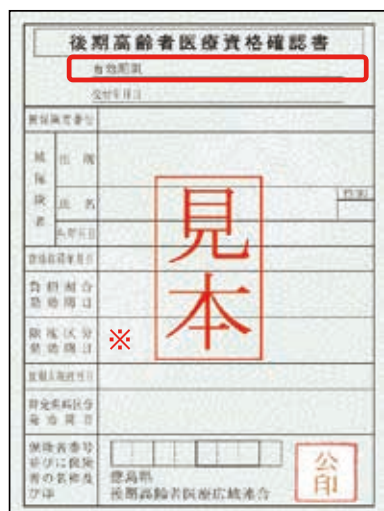 後期高齢者医療資格確認書
有効期限
交付年月日
被保険者番号
被保険者
住所
氏名
性別
生年月日
資格取得年月日
負担割合
発効期日
限度区分
発効期日
※
見本
特定疾病区分
発効期日
保険者番号
並びに保険
者の名称及
び印
徳島県
後期高齢者医療広域連合
公印